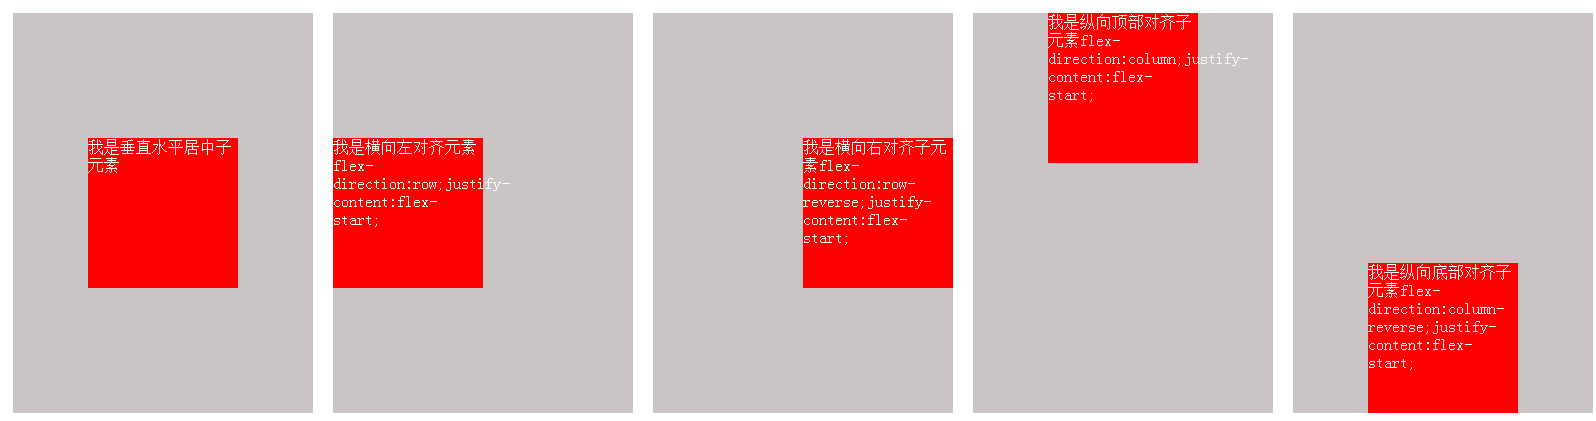 我是垂直水平居中子
元素
我是横向左对齐元素
flex-
direction:row;justify-
content:flex-
start;
我是横向右对齐子元
素flex-
direction:row-
reverse;justify-
content:flex-
start;
我是纵向顶部对齐子
元素flex-
direction:column;justify-
content:flex-
start;
我是纵向底部对齐子
元素flex-
direction:column-
reverse;justify-
content:flex-
start;